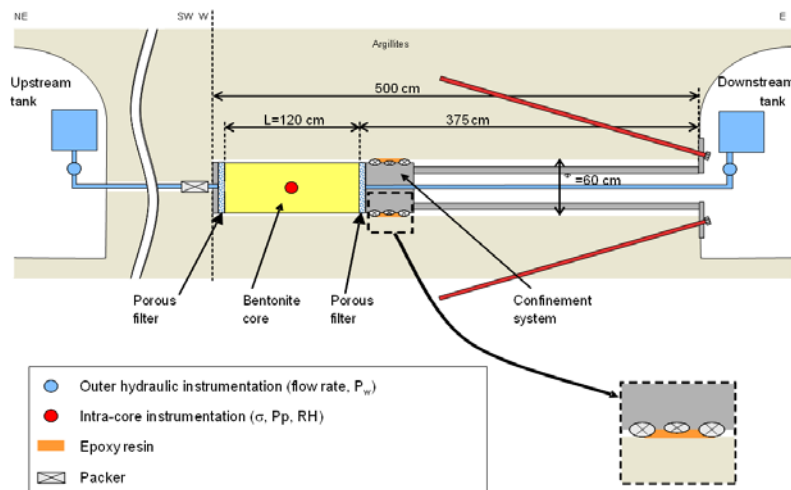 NE
SW W
E
Argillites
Upstream
tank
Downstream
tank
500 cm
L=120 cm
375 cm
=60 cm
Porous
filter
Bentonite
core
Porous
filter
Confinement
system
Outer hydraulic instrumentation (flow rate, Pw)
Intra-core instrumentation (σ, Pp, RH)
Epoxy resin
Packer